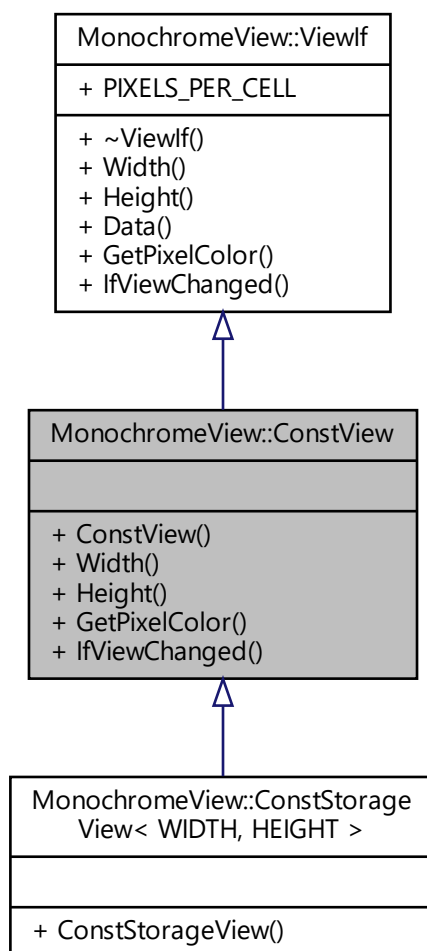 MonochromeView::ViewIf
+ PIXELS_PER_CELL
+ ~ViewIf()
+ Width()
+ Height()
+ Data()
+ GetPixelColor()
+ IfViewChanged()
MonochromeView::ConstView
+ ConstView()
+ Width()
+ Height()
+ GetPixelColor()
+ IfViewChanged()
MonochromeView::ConstStorage
View< WIDTH, HEIGHT >
+ ConstStorageView()